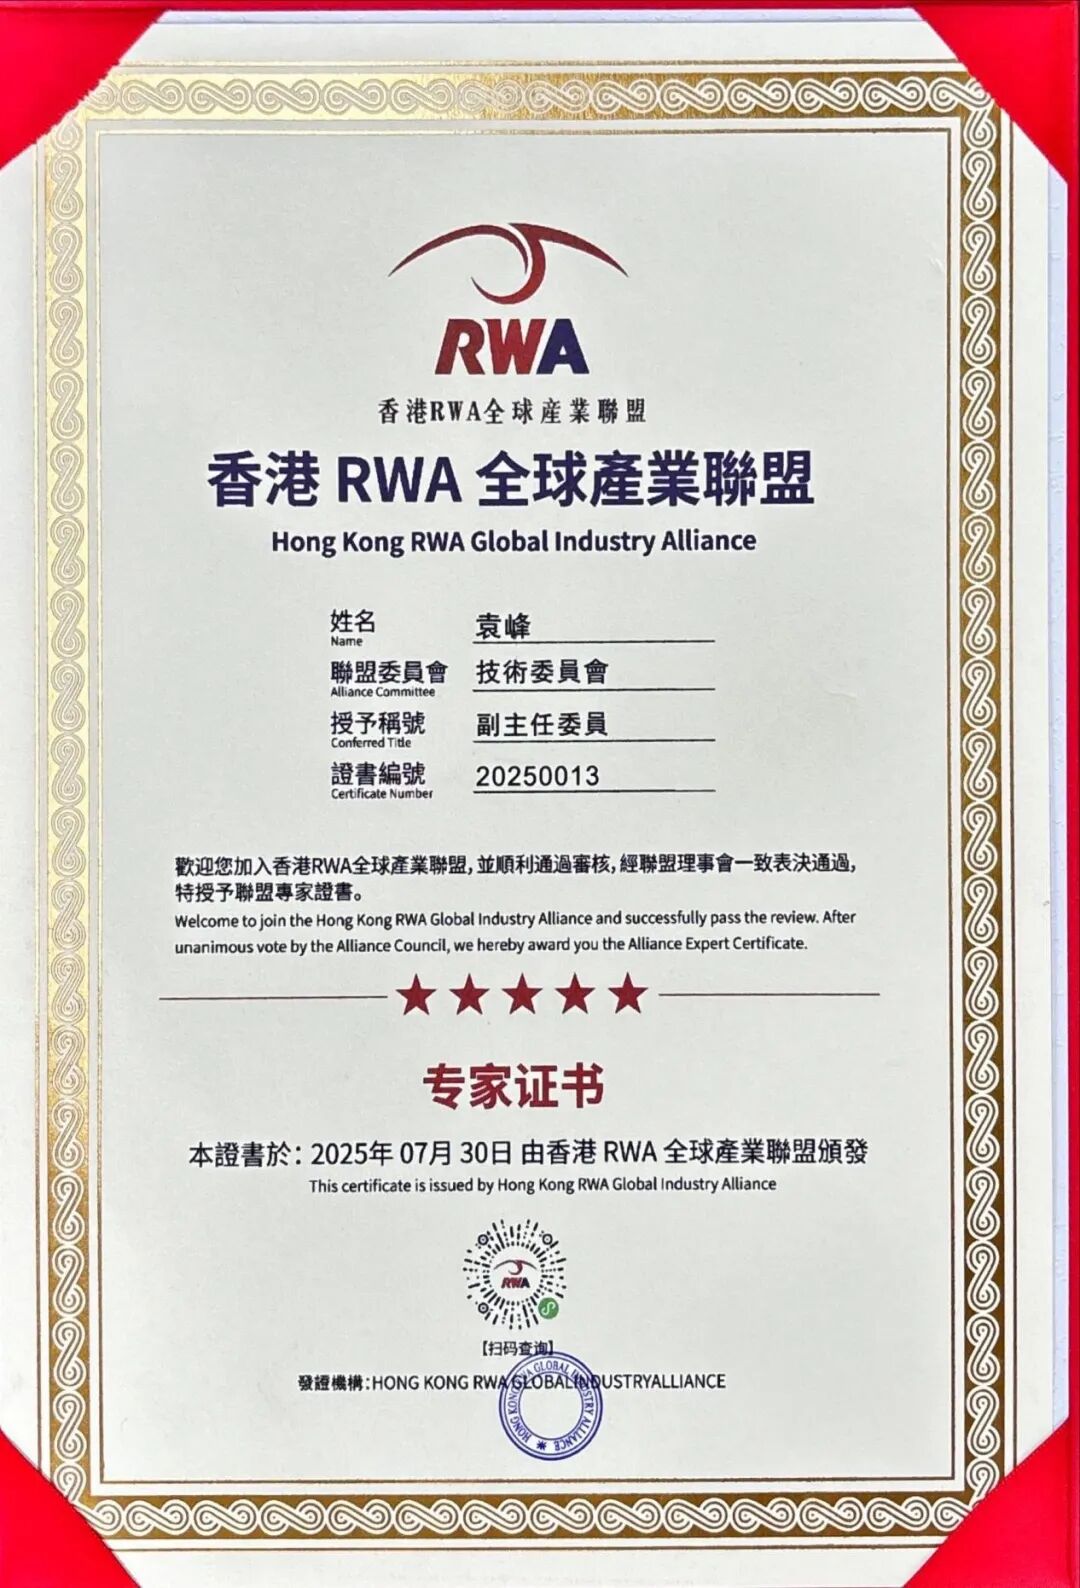 RWA
香港RWA全球産業聯盟
香港 RWA 全球產業聯盟
Hong Kong RWA Global Industry Alliance
姓名 袁峰
Name
聯盟委員會 技術委員會
Alliance Committee
授予稱號 副主任委員
Conferred Title
證書編號 20250013
Certificate Number
歡迎您加入香港RWA全球產業聯盟,並順利通過審核,經聯盟理事會一致表決通過,
特授予聯盟專家證書。
Welcome to join the Hong Kong RWA Global Industry Alliance and successfully pass the review. After
unanimous vote by the Alliance Council, we hereby award you the Alliance Expert Certificate.
专家证书
本證書於: 2025年 07月 30日 由香港 RWA 全球產業聯盟頒發
This certificate is issued by Hong Kong RWA Global Industry Alliance
RWA
【扫码查询】
發證機構:HONG KONG RWA GLOBALINDUSTRYALLIANCE
HONG KONG RWA GLOBAL INDUSTRY ALLIANCE